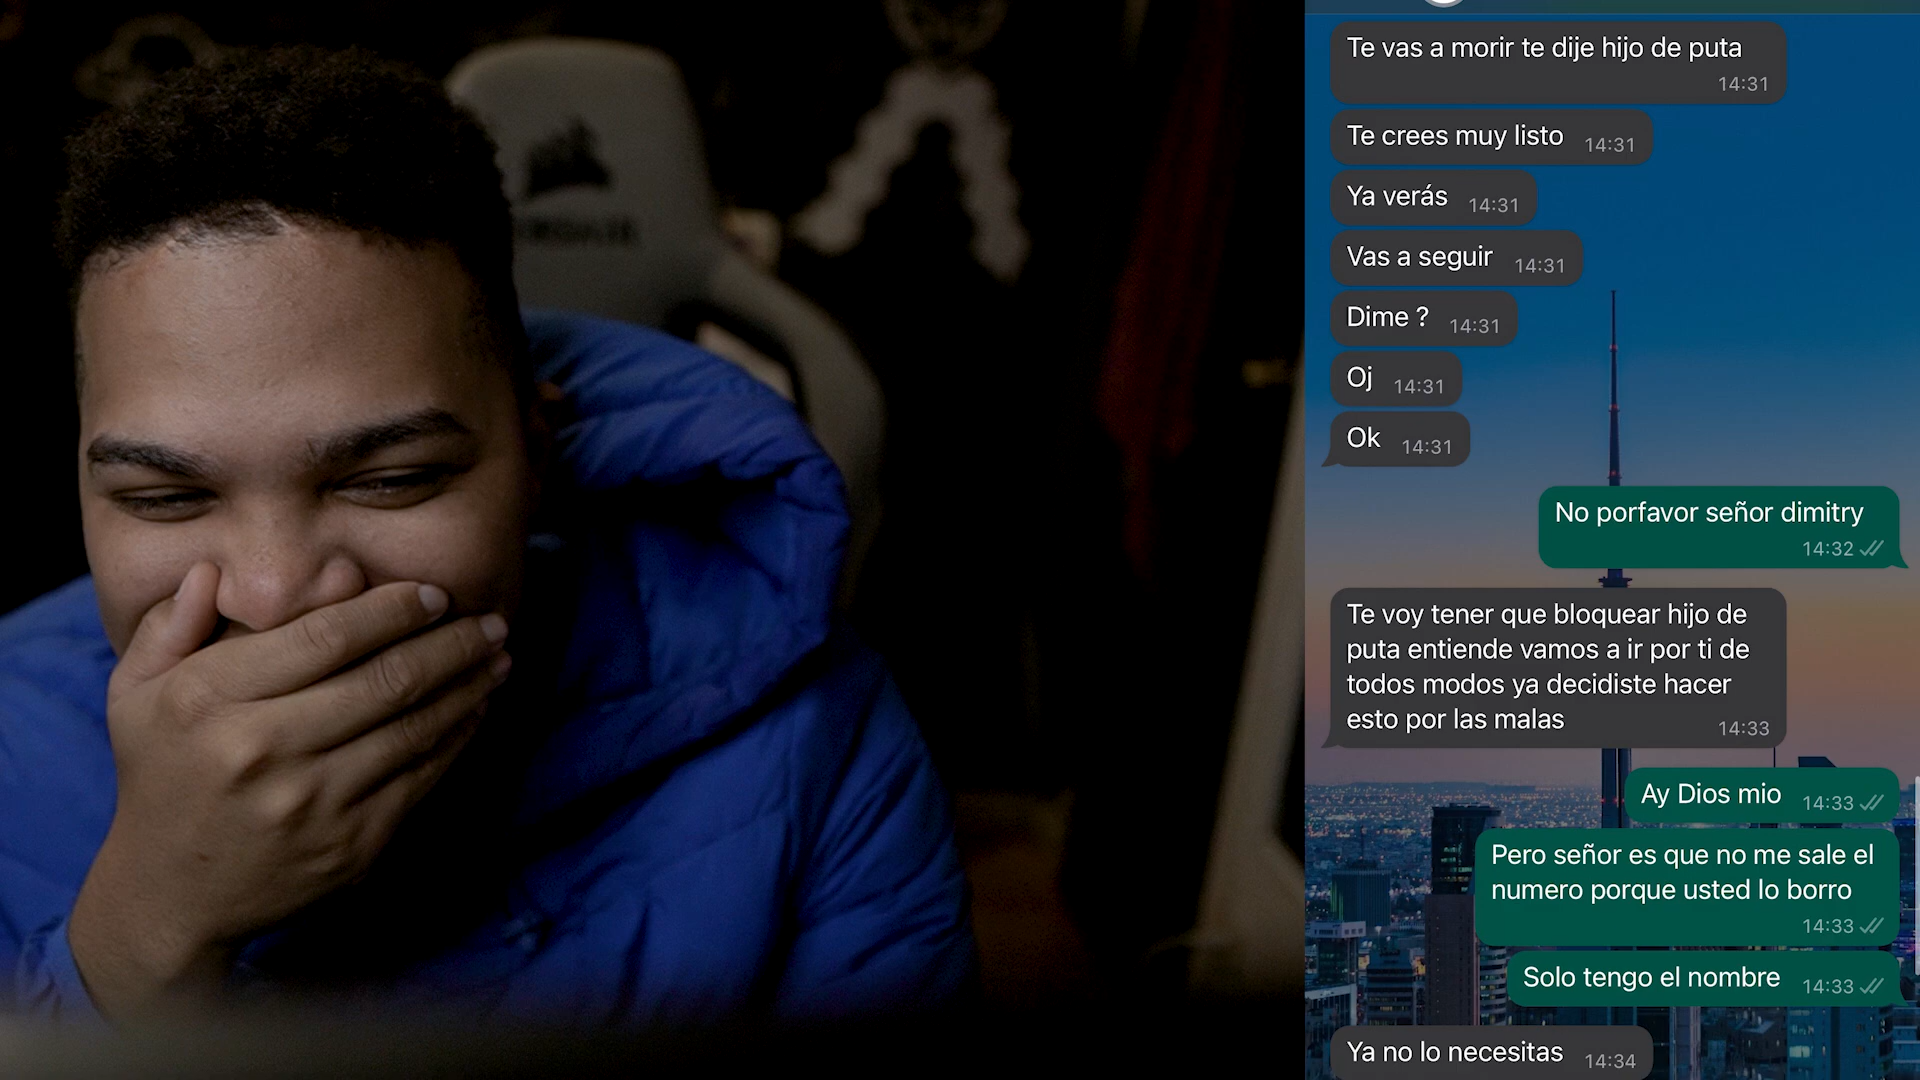 Te vas a morir te dije hijo de puta
14:31
Te crees muy listo 14:31
Ya verás 14:31
Vas a seguir 14:31
Dime ? 14:31
Oj 14:31
Ok 14:31
No porfavor señor dimitry
14:32
Te voy tener que bloquear hijo de
puta entiende vamos a ir por ti de
todos modos ya decidiste hacer
esto por las malas
14:33
Ay Dios mio 14:33
Pero señor es que no me sale el
numero porque usted lo borro
14:33
Solo tengo el nombre 14:33
Ya no lo necesitas 14:34